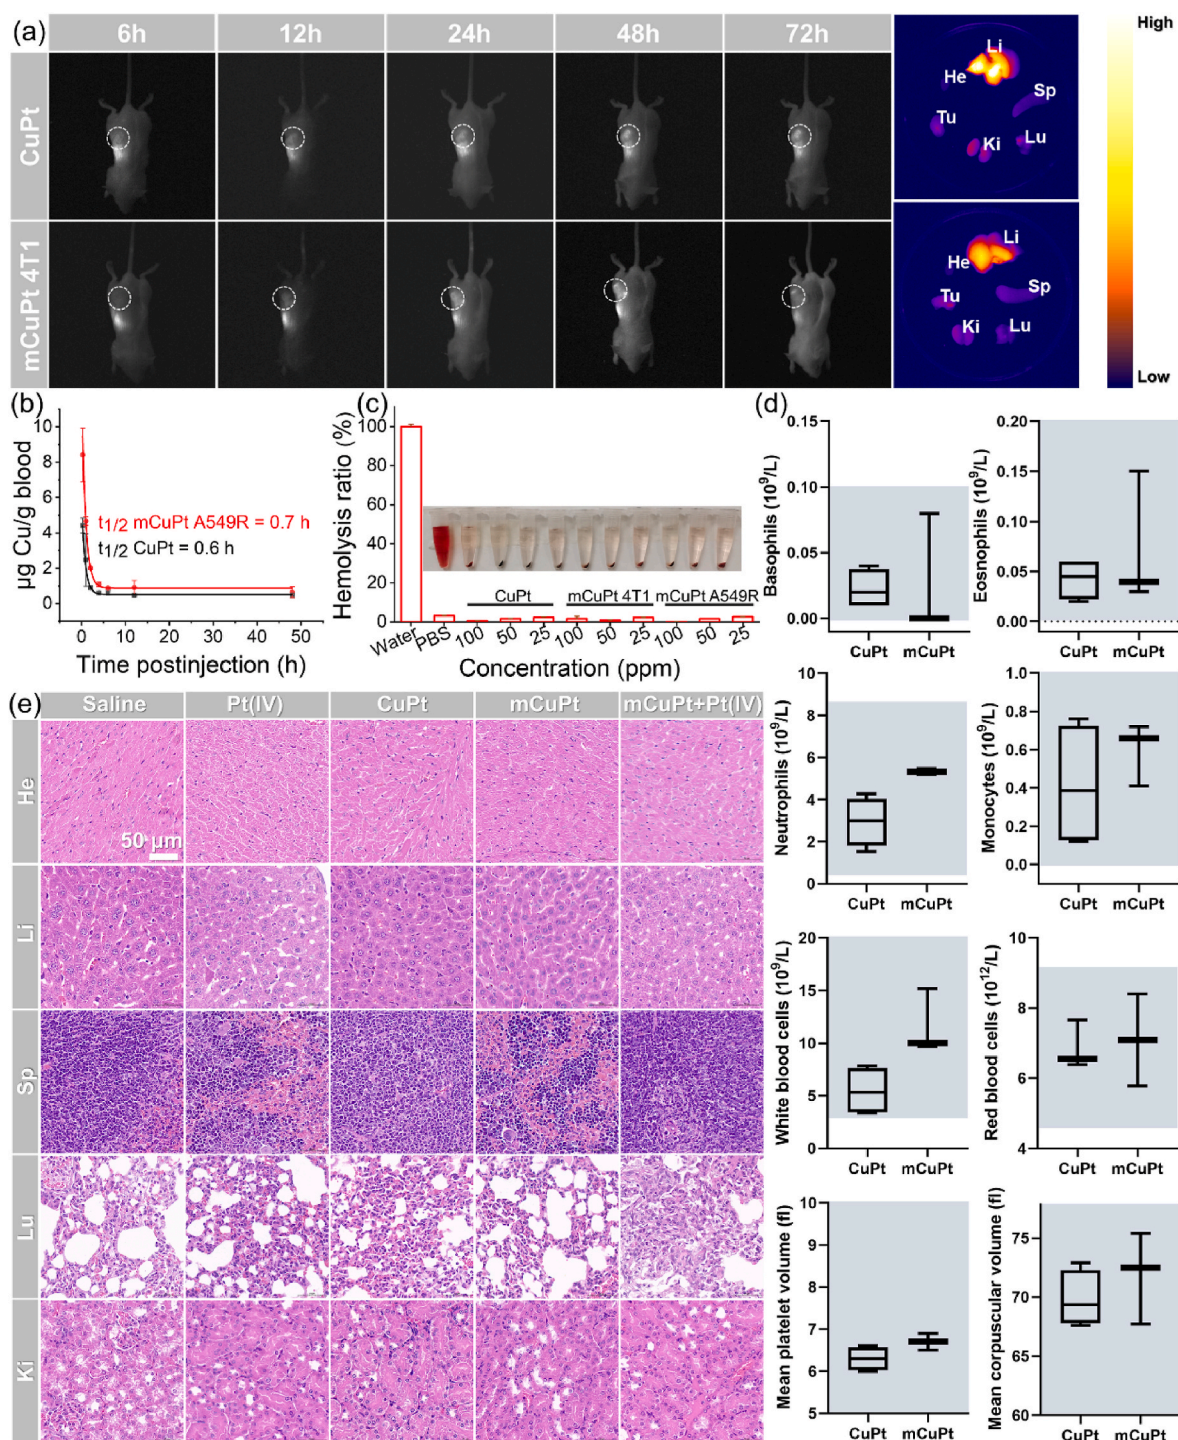 (a)
6h 12h 24h 48h 72h
CuPt
mCuPt 4T1
Li
He
Sp
Tu
Ki
Lu
Li
He
Sp
Tu
Ki
Lu
High
Low
(b)
µg Cu/g blood
10
8
6
4
2
0
t1/2 mCuPt A549R = 0.7 h
t1/2 CuPt = 0.6 h
0 10 20 30 40 50
Time postinjection (h)
(c)
Hemolysis ratio (%)
100
80
60
40
20
0
CuPt mCuPt 4T1 mCuPt A549R
Water PBS 100 50 25 100 50 25 100 50 25
Concentration (ppm)
(d)
Basophils (10⁹/L)
0.15
0.10
0.05
0.00
CuPt mCuPt
Eosnophils (10⁹/L)
0.20
0.15
0.10
0.05
0.00
CuPt mCuPt
Neutrophils (10⁹/L)
10
8
6
4
2
0
CuPt mCuPt
Monocytes (10⁹/L)
1.0
0.8
0.6
0.4
0.2
0.0
CuPt mCuPt
White blood cells (10⁹/L)
20
15
10
5
0
CuPt mCuPt
Red blood cells (10¹²/L)
10
8
6
4
CuPt mCuPt
Mean platelet volume (fl)
10
9
8
7
6
5
CuPt mCuPt
Mean corpuscular volume (fl)
75
70
65
60
CuPt mCuPt
(e)
Saline Pt(IV) CuPt mCuPt mCuPt+Pt(IV)
He
50 µm
Li
Sp
Lu
Ki